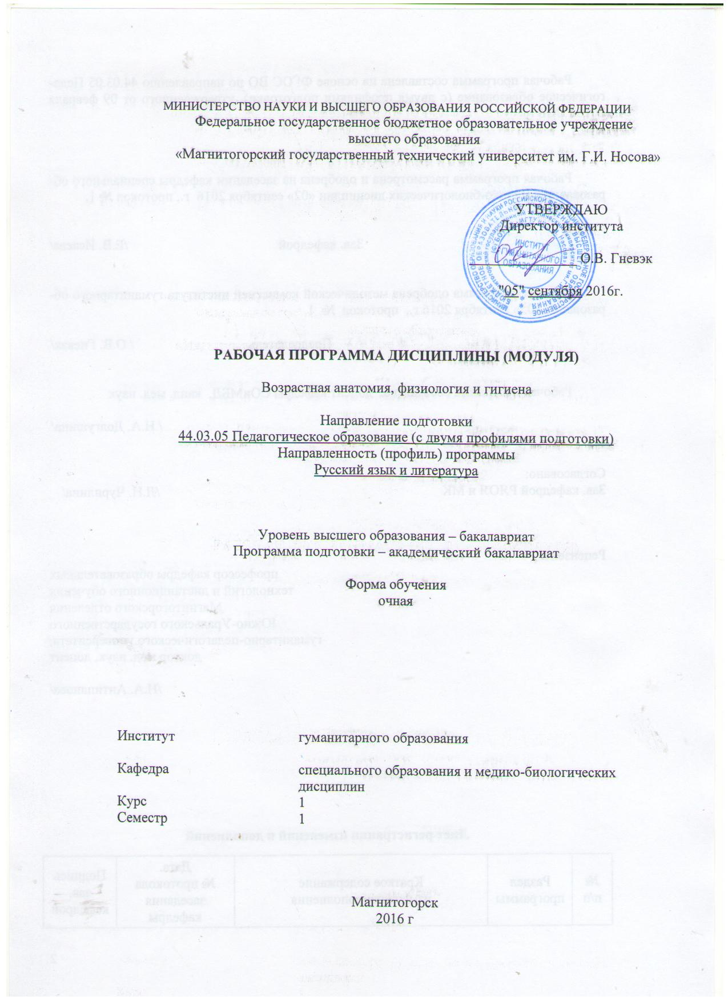 МИНИСТЕРСТВО НАУКИ И ВЫСШЕГО ОБРАЗОВАНИЯ РОССИЙСКОЙ ФЕДЕРАЦИИ
Федеральное государственное бюджетное образовательное учреждение
высшего образования
«Магнитогорский государственный технический университет им. Г.И. Носова»
УТВЕРЖДАЮ
Директор института
ИНСТИТУТ
ГУМАНИТАРНОГО
ОБРАЗОВАНИЯ
О.В. Гневэк
"05" сентября 2016г.
РАБОЧАЯ ПРОГРАММА ДИСЦИПЛИНЫ (МОДУЛЯ)
Возрастная анатомия, физиология и гигиена
Направление подготовки
44.03.05 Педагогическое образование (с двумя профилями подготовки)
Направленность (профиль) программы
Русский язык и литература
Уровень высшего образования – бакалавриат
Программа подготовки – академический бакалавриат
Форма обучения
очная
Институт гуманитарного образования
Кафедра специального образования и медико-биологических
дисциплин
Курс 1
Семестр 1
Магнитогорск
2016 г